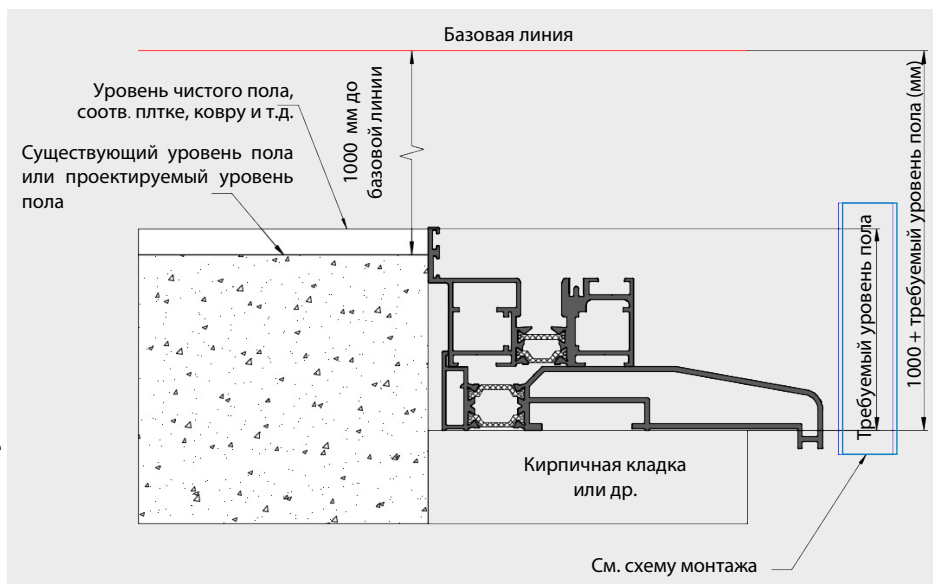 Базовая линия
Уровень чистого пола,
соотв. плтке, ковру и т.д.
Существующий уровень пола
или проектируемый уровень
пола
1000 мм до
базовой линии
Требуемый уровень пола
1000 + требуемый уровень пола (мм)
Кирпичная кладка
или др.
См. схему монтажа